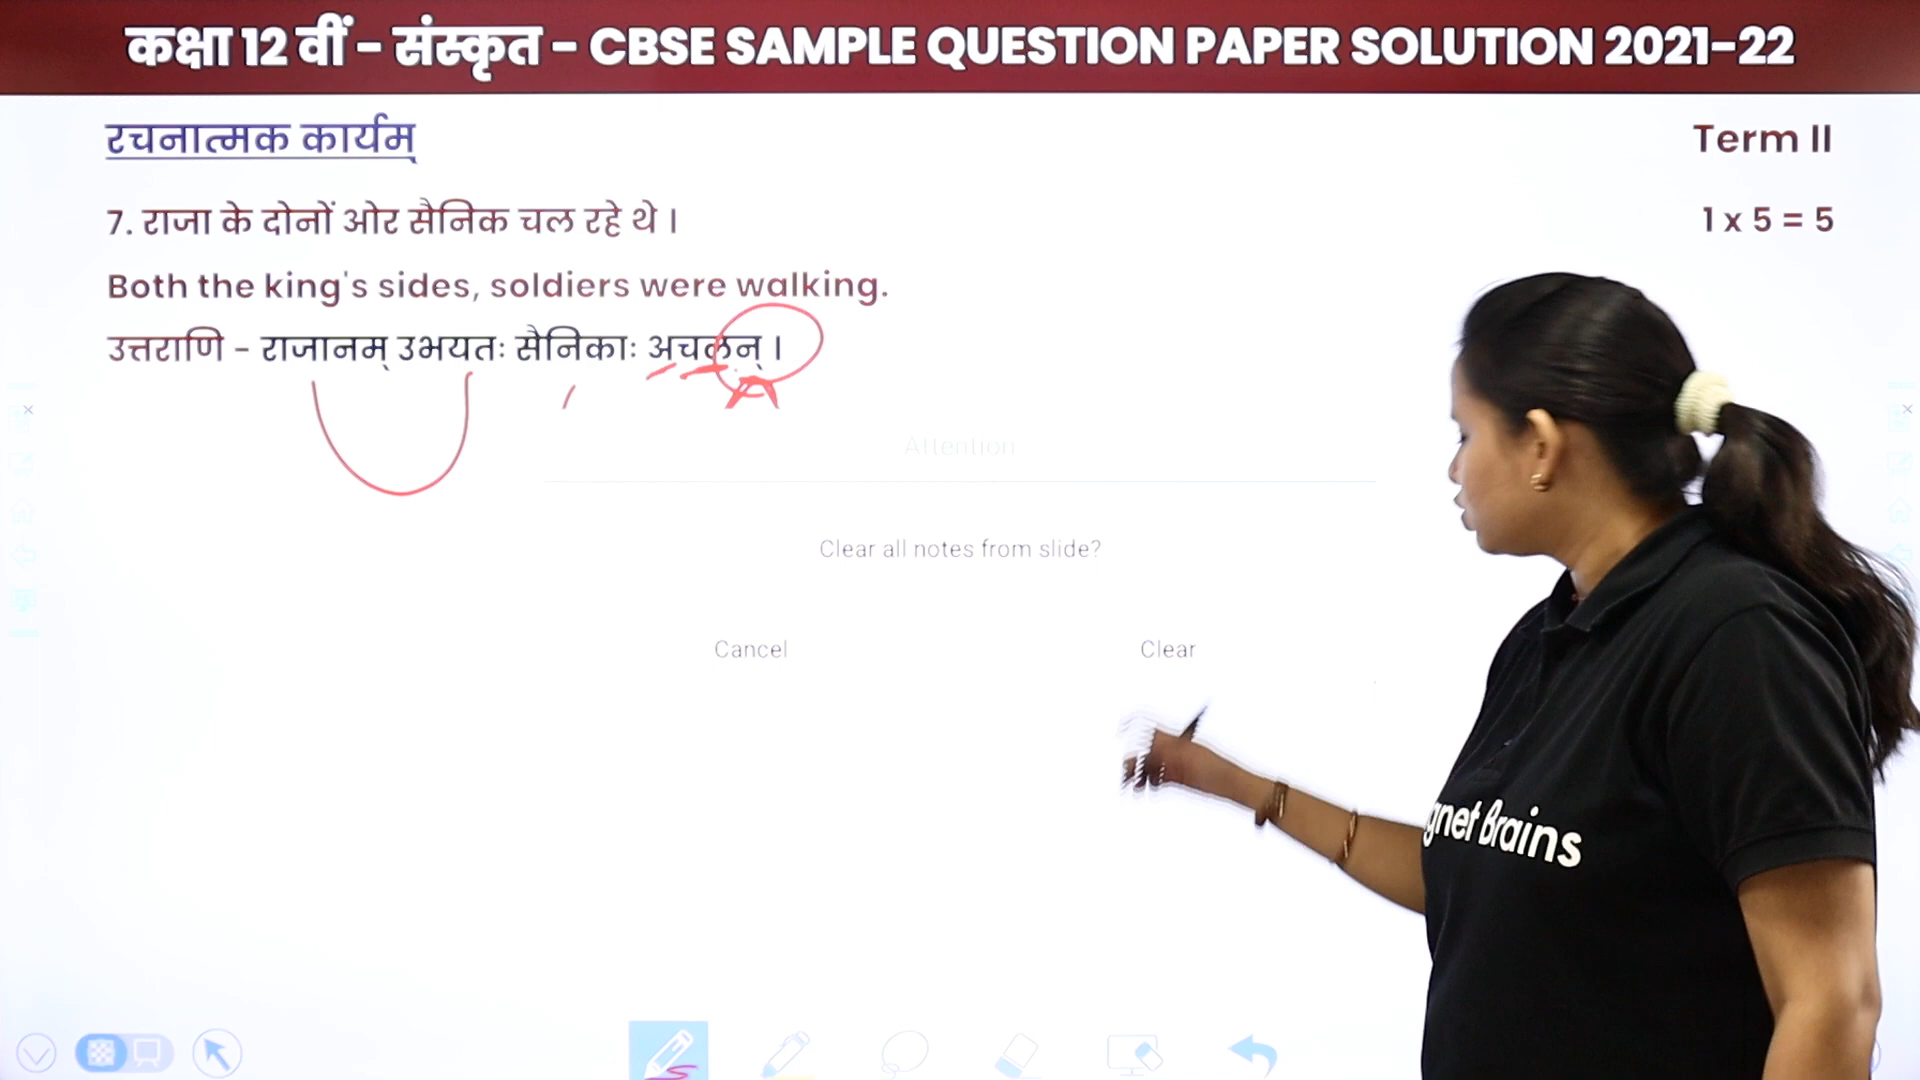 कक्षा 12 वीं – संस्कृत – CBSE SAMPLE QUESTION PAPER SOLUTION 2021-22
रचनात्मक कार्यम्
Term II
7. राजा के दोनों ओर सैनिक चल रहे थे ।
1 x 5 = 5
Both the king's sides, soldiers were walking.
उत्तराणि – राजानम् उभयतः सैनिकाः अचलन् ।
Attention
Clear all notes from slide?
Cancel
Clear
gnet Brains